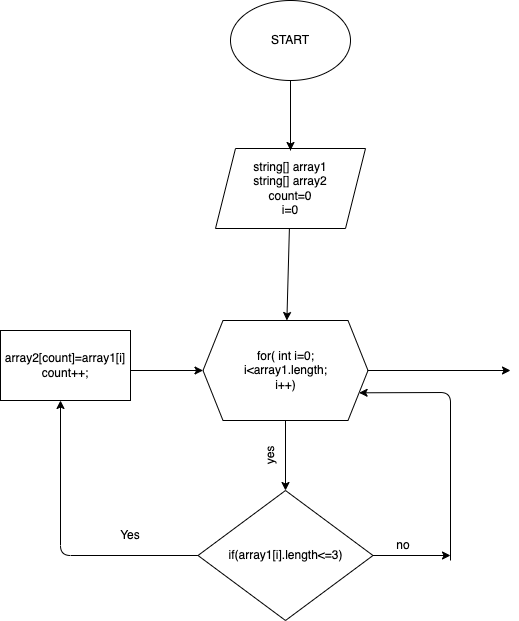 START
string[] array1
string[] array2
count=0
i=0
array2[count]=array1[i]
count++;
for( int i=0;
i<array1.length;
i++)
yes
Yes
if(array1[i].length<=3)
no